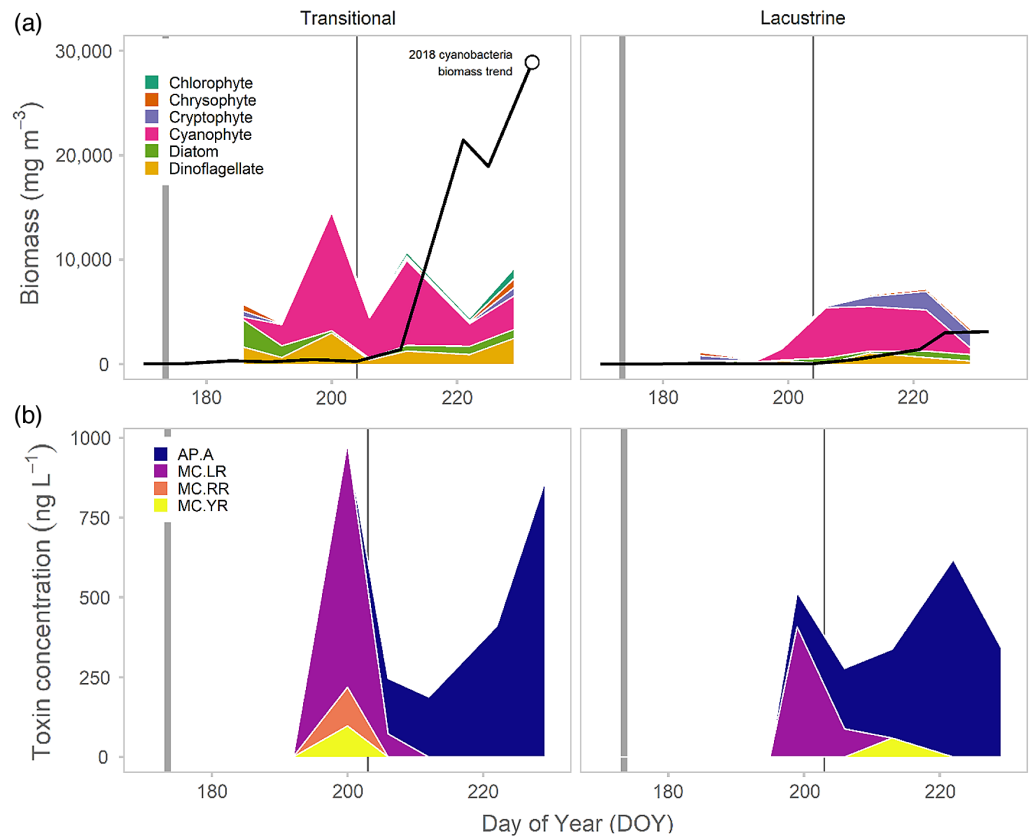 (a)
Transitional
Lacustrine
Biomass (mg m⁻³)
30,000
20,000
10,000
0
2018 cyanobacteria
biomass trend
Chlorophyte
Chrysophyte
Cryptophyte
Cyanophyte
Diatom
Dinoflagellate
180
200
220
180
200
220
(b)
Toxin concentration (ng L⁻¹)
1000
750
500
250
0
AP.A
MC.LR
MC.RR
MC.YR
180
200
220
180
200
220
Day of Year (DOY)